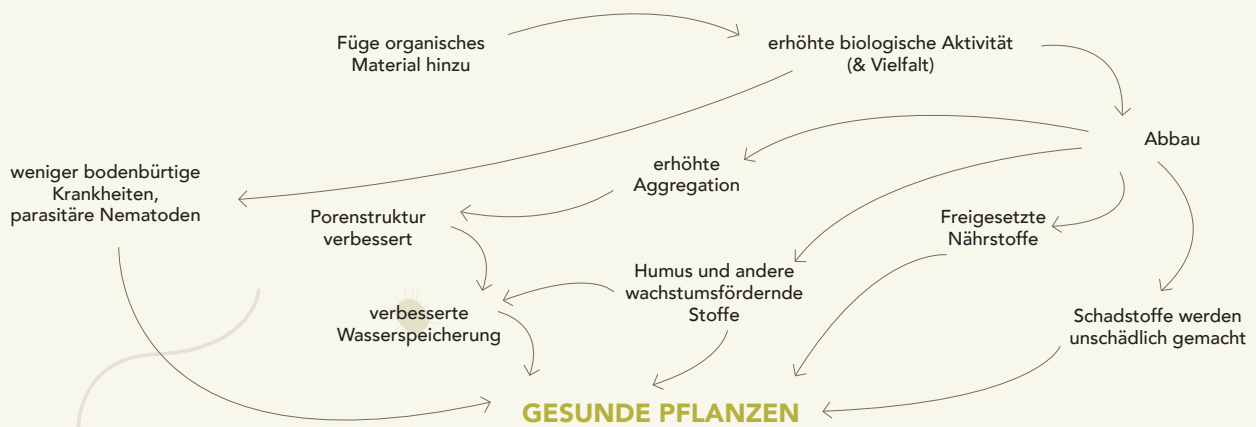 Füge organisches
Material hinzu
erhöhte biologische Aktivität
(& Vielfalt)
Abbau
weniger bodenbürtige
Krankheiten,
parasitäre Nematoden
erhöhte
Aggregation
Porenstruktur
verbessert
Freigesetzte
Nährstoffe
Humus und andere
wachstumsfördernde
Stoffe
verbesserte
Wasserspeicherung
Schadstoffe werden
unschädlich gemacht
GESUNDE PFLANZEN